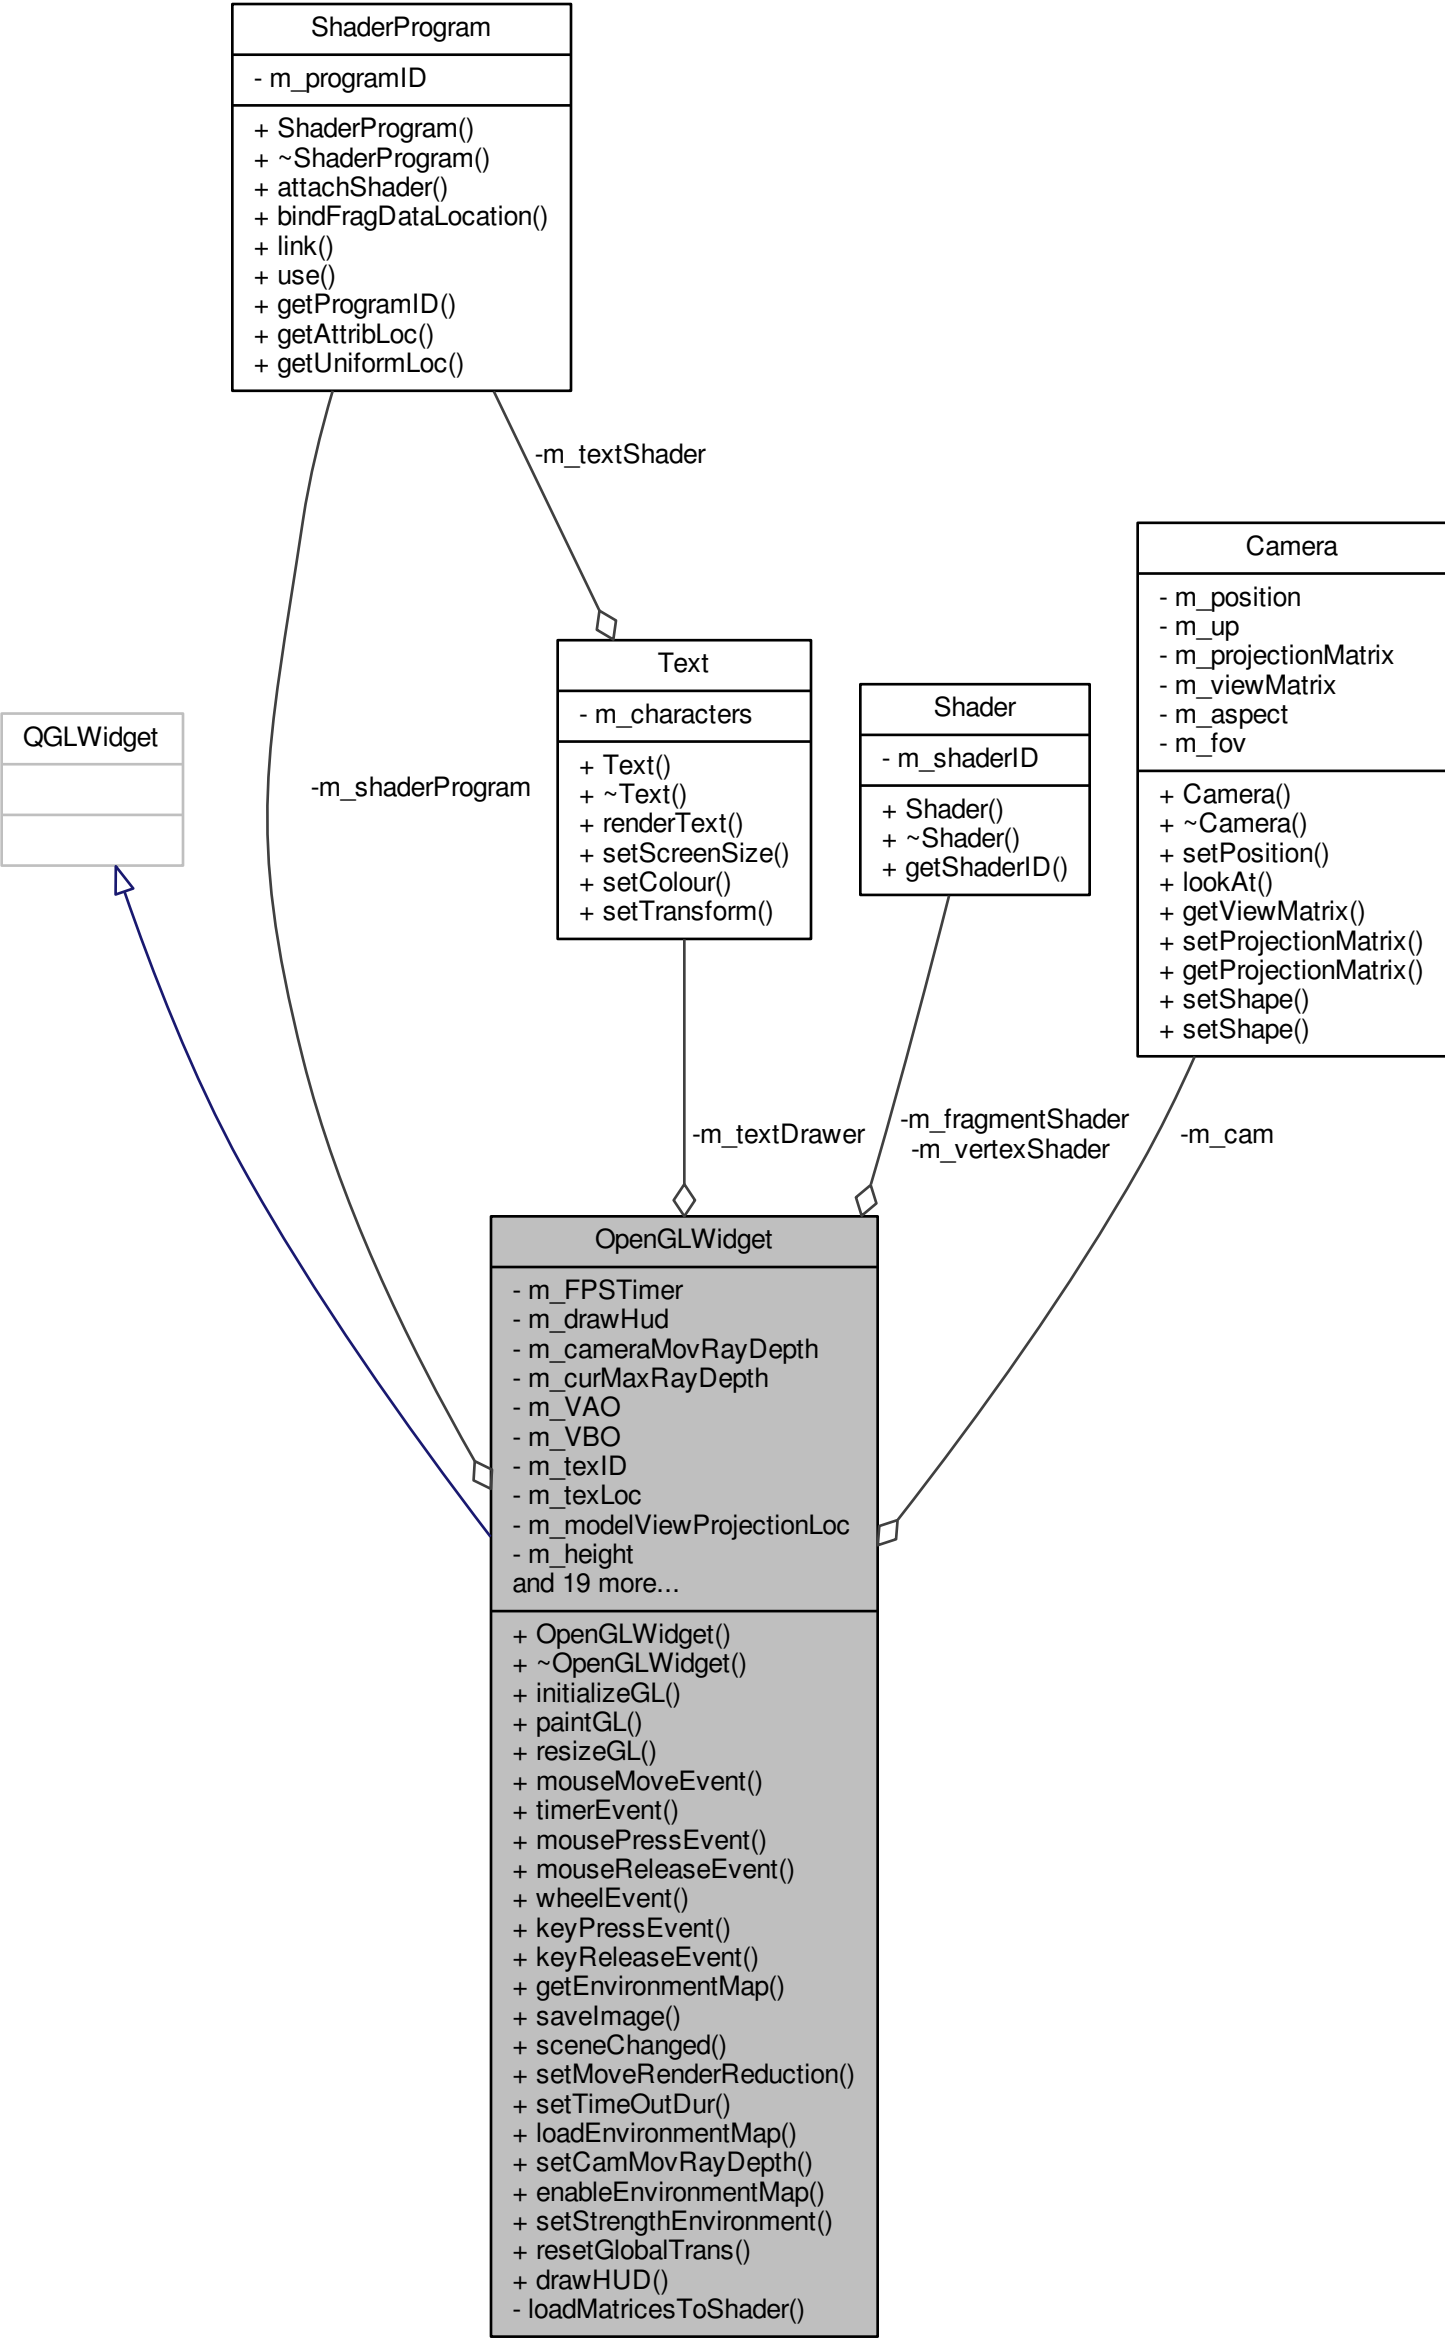 ShaderProgram
- m_programID
+ ShaderProgram()
+ ~ShaderProgram()
+ attachShader()
+ bindFragDataLocation()
+ link()
+ use()
+ getProgramID()
+ getAttribLoc()
+ getUniformLoc()
-m_textShader
Camera
- m_position
- m_up
- m_projectionMatrix
- m_viewMatrix
- m_aspect
- m_fov
+ Camera()
+ ~Camera()
+ setPosition()
+ lookAt()
+ getViewMatrix()
+ setProjectionMatrix()
+ getProjectionMatrix()
+ setShape()
+ setShape()
Text
- m_characters
+ Text()
+ ~Text()
+ renderText()
+ setScreenSize()
+ setColour()
+ setTransform()
Shader
- m_shaderID
+ Shader()
+ ~Shader()
+ getShaderID()
QGLWidget
-m_shaderProgram
-m_textDrawer
-m_fragmentShader
-m_vertexShader
-m_cam
OpenGLWidget
- m_FPSTimer
- m_drawHud
- m_cameraMovRayDepth
- m_curMaxRayDepth
- m_VAO
- m_VBO
- m_texID
- m_texLoc
- m_modelViewProjectionLoc
- m_height
and 19 more...
+ OpenGLWidget()
+ ~OpenGLWidget()
+ initializeGL()
+ paintGL()
+ resizeGL()
+ mouseMoveEvent()
+ timerEvent()
+ mousePressEvent()
+ mouseReleaseEvent()
+ wheelEvent()
+ keyPressEvent()
+ keyReleaseEvent()
+ getEnvironmentMap()
+ saveImage()
+ sceneChanged()
+ setMoveRenderReduction()
+ setTimeOutDur()
+ loadEnvironmentMap()
+ setCamMovRayDepth()
+ enableEnvironmentMap()
+ setStrengthEnvironment()
+ resetGlobalTrans()
+ drawHUD()
- loadMatricesToShader()